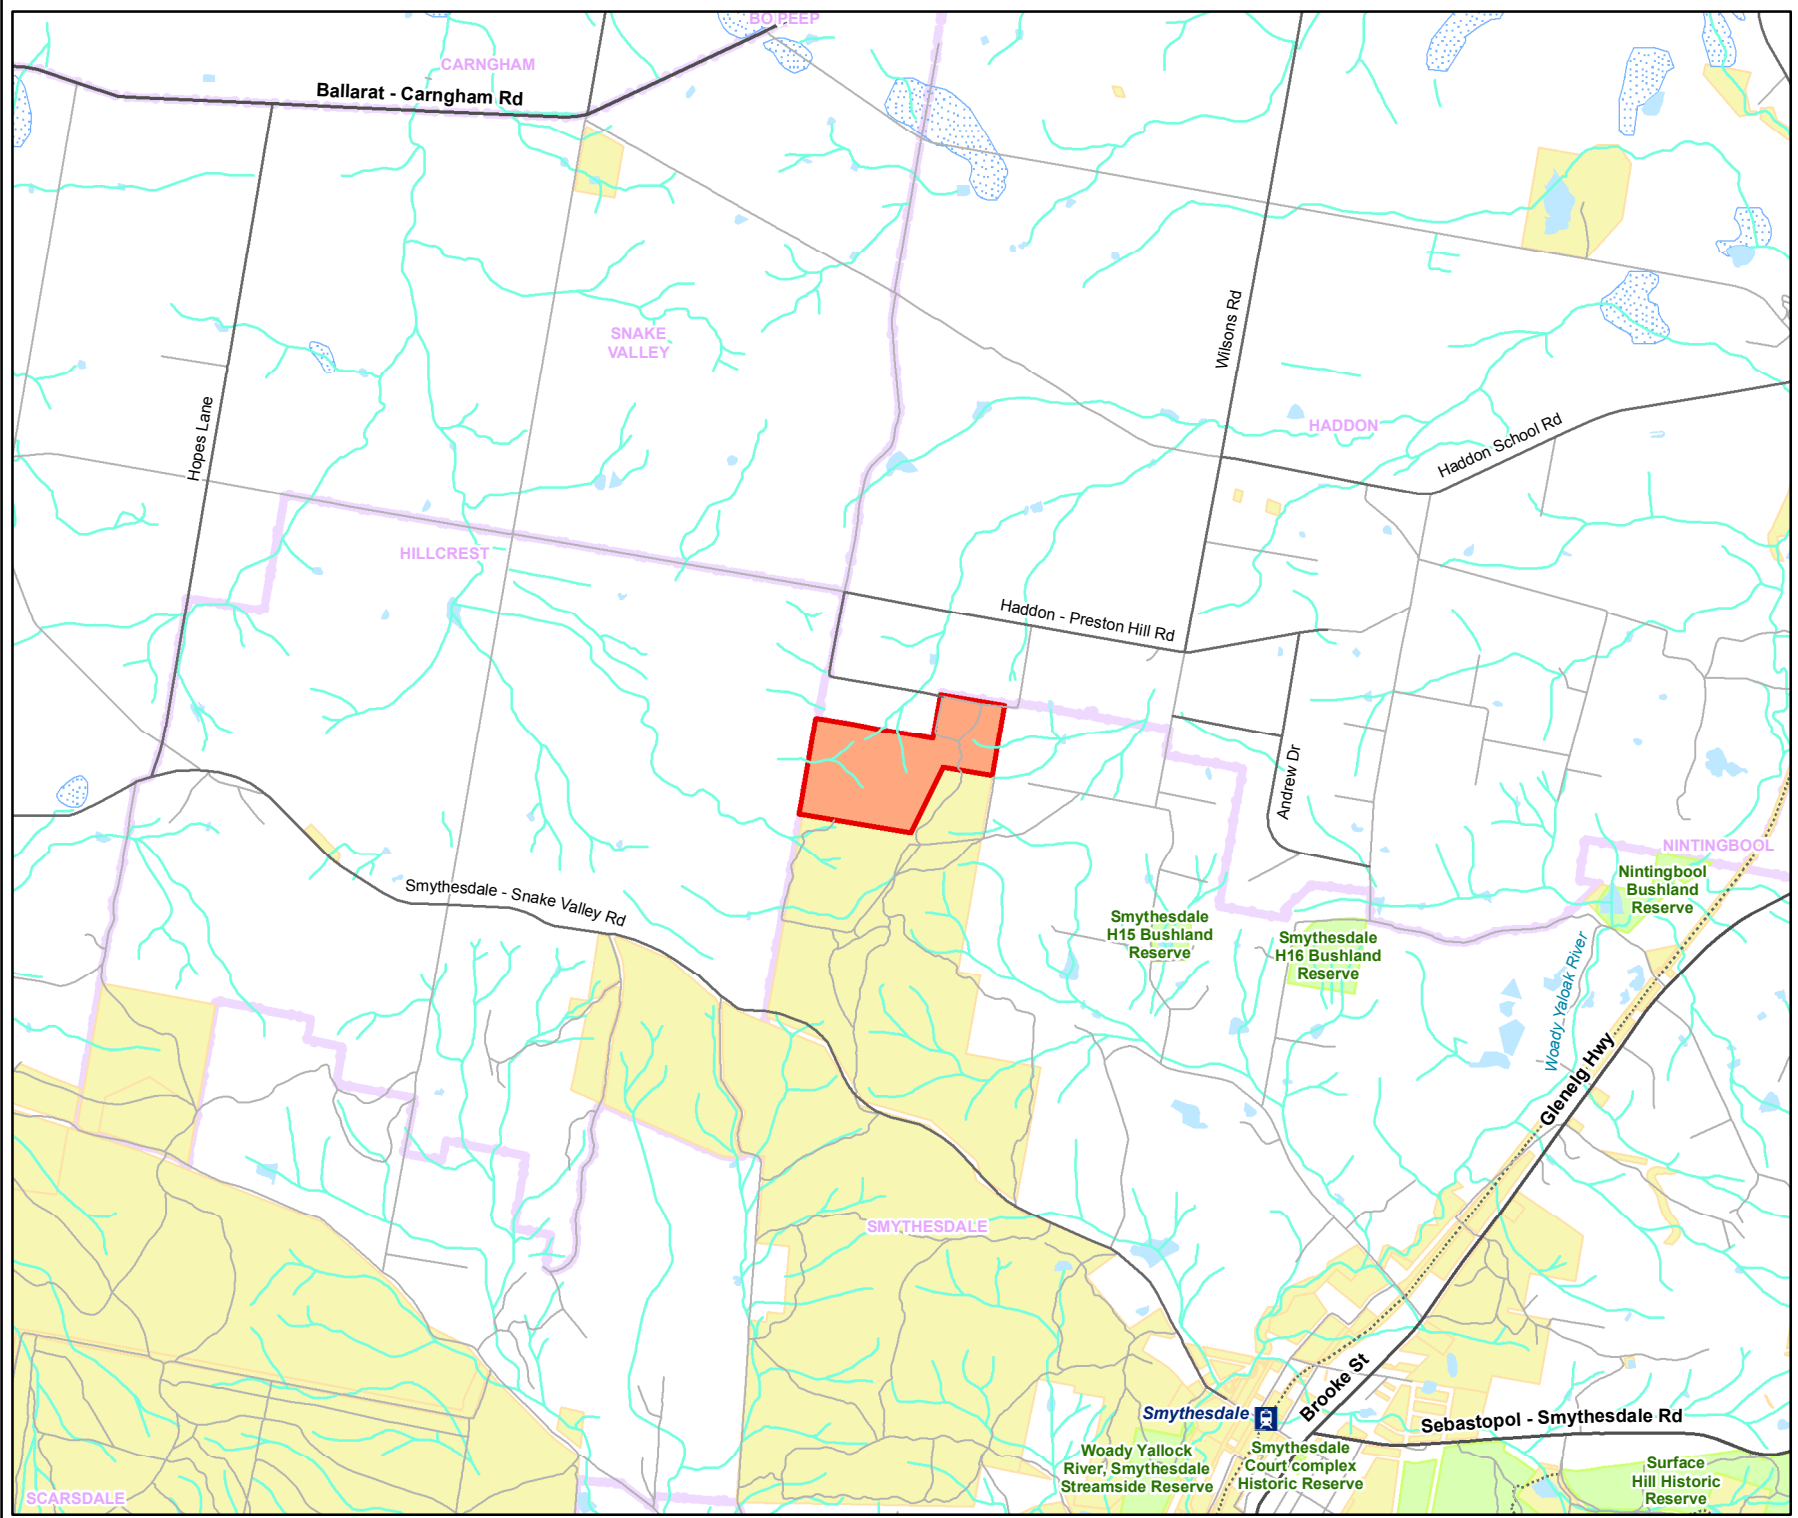 BO PEEP
CARNGHAM
Ballarat - Carngham Rd
SNAKE
VALLEY
Wilsons Rd
Hopes Lane
HADDON
Haddon School Rd
HILLCREST
Haddon - Preston Hill Rd
Andrew Dr
NINTINGBOOL
Nintingbool
Bushland
Reserve
Smythesdale - Snake Valley Rd
Smythesdale
H15 Bushland
Reserve
Smythesdale
H16 Bushland
Reserve
Woady Yaloak River
Glenelg Hwy
SMYTHESDALE
Brooke St
Smythesdale
Sebastopol - Smythesdale Rd
Woady Yallock
River, Smythesdale
Streamside Reserve
Smythesdale
Court complex
Historic Reserve
Surface
Hill Historic
Reserve
SCARSDALE